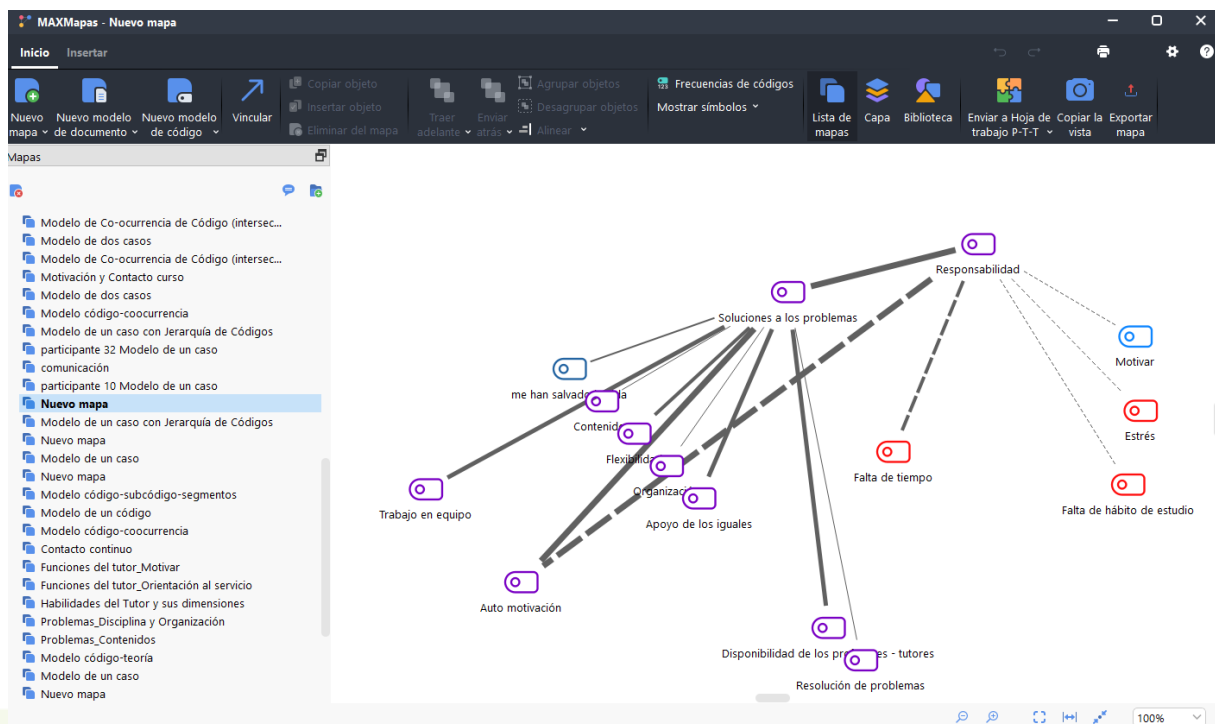 MAXMapas - Nuevo mapa
Inicio Insertar
Nuevo mapa
Nuevo modelo de documento
Nuevo modelo de código
Vincular
Copiar objeto
Insertar objeto
Eliminar del mapa
Traer adelante
Enviar atrás
Agrupar objetos
Desagrupar objetos
Alinear
Frecuencias de códigos
Mostrar símbolos
Lista de mapas
Capa
Biblioteca
Enviar a Hoja de trabajo P-T-T
Copiar la vista
Exportar mapa
Mapas
Modelo de Co-ocurrencia de Código (intersec...
Modelo de dos casos
Modelo de Co-ocurrencia de Código (intersec...
Motivación y Contacto curso
Modelo de dos casos
Modelo código-coocurrencia
Modelo de un caso con Jerarquía de Códigos
participante 32 Modelo de un caso
comunicación
participante 10 Modelo de un caso
Nuevo mapa
Modelo de un caso con Jerarquía de Códigos
Nuevo mapa
Modelo de un caso
Nuevo mapa
Modelo código-subcódigo-segmentos
Modelo de un código
Modelo código-coocurrencia
Contacto continuo
Funciones del tutor_Motivar
Funciones del tutor_Orientación al servicio
Habilidades del Tutor y sus dimensiones
Problemas_Disciplina y Organización
Problemas_Contenidos
Modelo código-teoría
Modelo de un caso
Nuevo mapa
Responsabilidad
Soluciones a los problemas
Motivar
me han salvado
Contenid
Estrés
Flexibilida
Falta de tiempo
Organizaci
Falta de hábito de estudio
Trabajo en equipo
Apoyo de los iguales
Auto motivación
Disponibilidad de los pr es - tutores
Resolución de problemas
100%